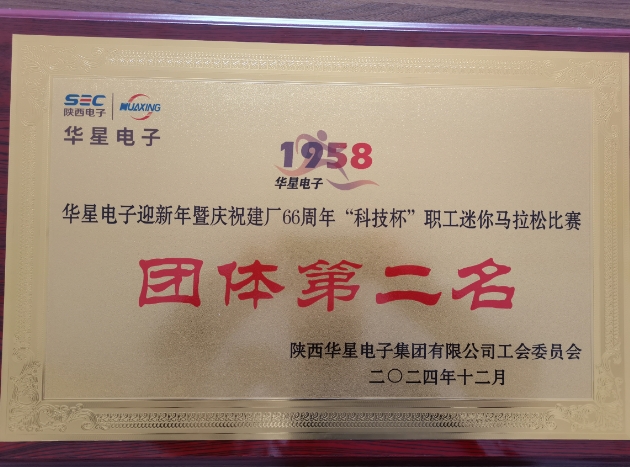 SEC HUAXING
陕西电子
华星电子
1958
华星电子
华星电子迎新年暨庆祝建厂66周年“科技杯”职工迷你马拉松比赛
团体第二名
陕西华星电子集团有限公司工会委员会
二〇二四年十二月